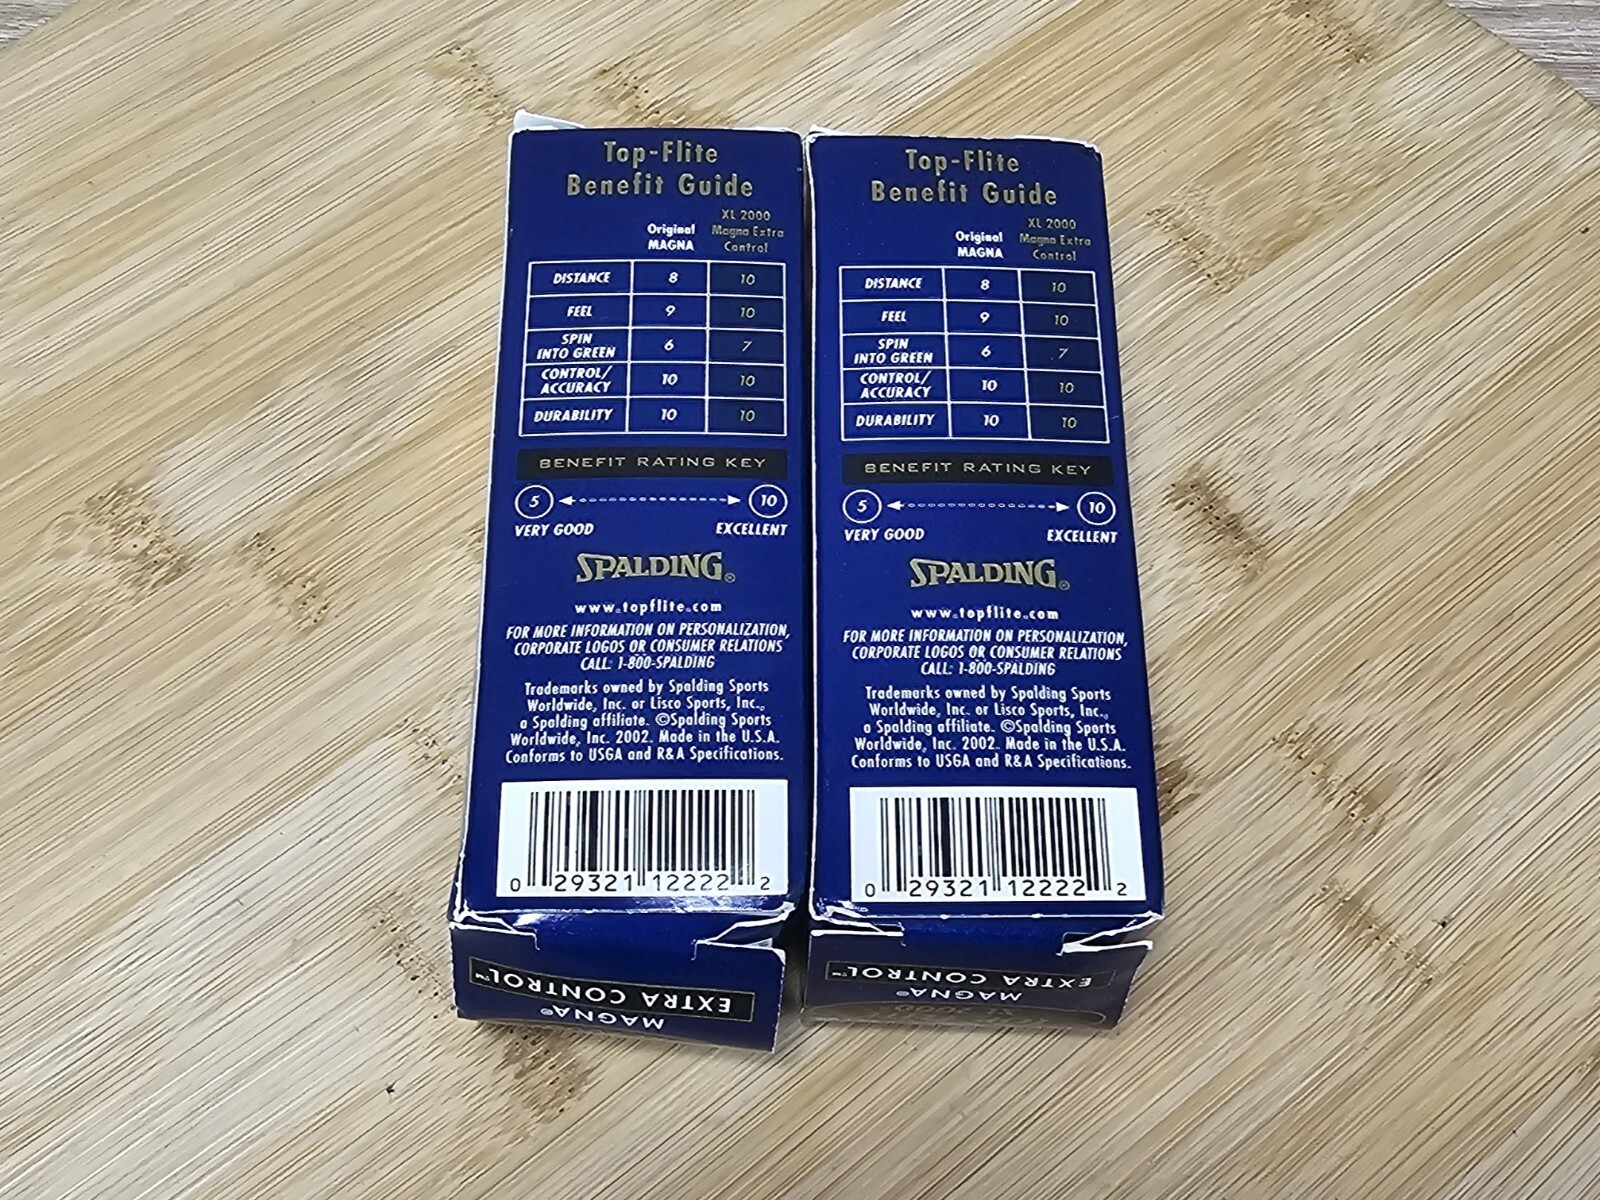 Top-Flite
Benefit Guide
Original
MAGNA
XL 2000
Magna Extra
Control
DISTANCE 8 10
FEEL 9 10
SPIN
INTO GREEN 6 7
CONTROL/
ACCURACY 10 10
DURABILITY 10 10
BENEFIT RATING KEY
5 10
VERY GOOD EXCELLENT
SPALDING®
www.topflite.com
FOR MORE INFORMATION ON PERSONALIZATION,
CORPORATE LOGOS OR CONSUMER RELATIONS
CALL: 1-800-SPALDING
Trademarks owned by Spalding Sports
Worldwide, Inc. or Lisco Sports, Inc.,
a Spalding affiliate. ©Spalding Sports
Worldwide, Inc. 2002. Made in the U.S.A.
Conforms to USGA and R&A Specifications.
0 29321 12222 2
EXTRA CONTROL™
MAGNA®
Top-Flite
Benefit Guide
Original
MAGNA
XL 2000
Magna Extra
Control
DISTANCE 8 10
FEEL 9 10
SPIN
INTO GREEN 6 7
CONTROL/
ACCURACY 10 10
DURABILITY 10 10
BENEFIT RATING KEY
5 10
VERY GOOD EXCELLENT
SPALDING®
www.topflite.com
FOR MORE INFORMATION ON PERSONALIZATION,
CORPORATE LOGOS OR CONSUMER RELATIONS
CALL: 1-800-SPALDING
Trademarks owned by Spalding Sports
Worldwide, Inc. or Lisco Sports, Inc.,
a Spalding affiliate. ©Spalding Sports
Worldwide, Inc. 2002. Made in the U.S.A.
Conforms to USGA and R&A Specifications.
0 29321 12222 2
EXTRA CONTROL™
MAGNA®
XL 2000